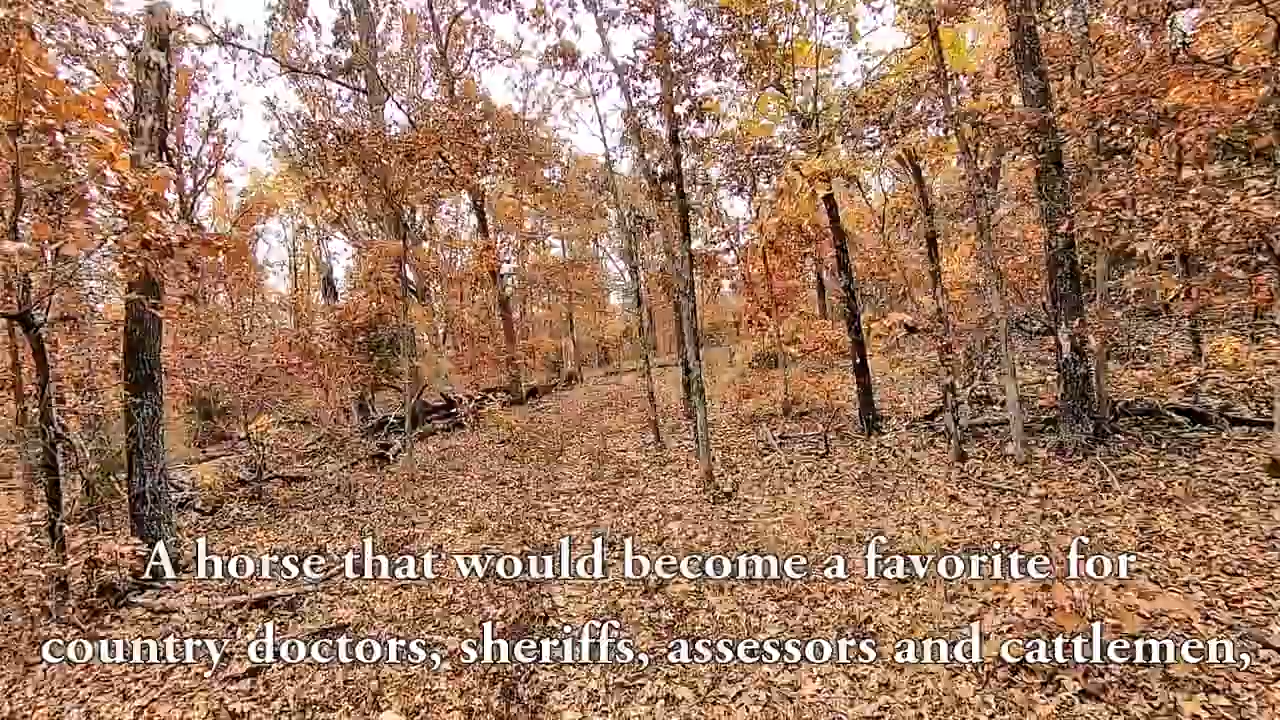 A horse that would become a favorite for
country doctors, sheriffs, assessors and cattlemen,